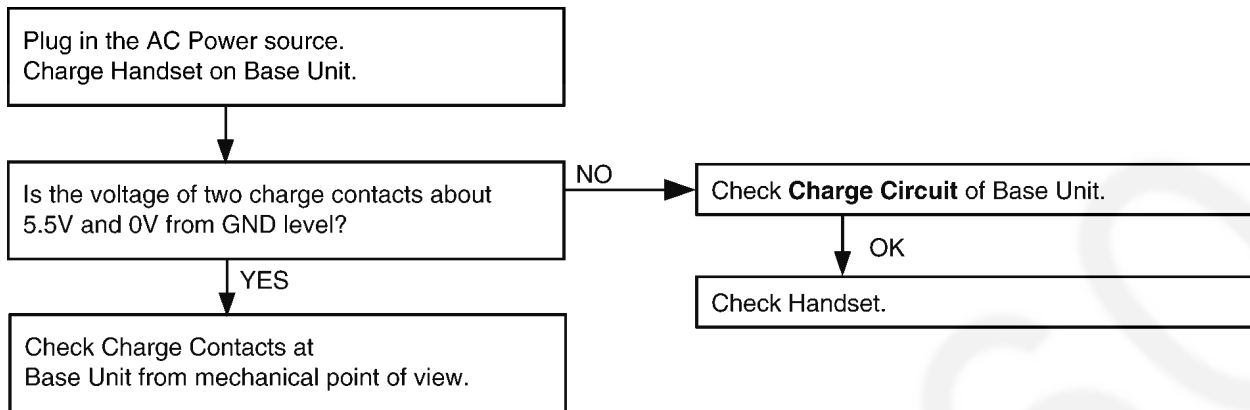 Plug in the AC Power source.
Charge Handset on Base Unit.
Is the voltage of two charge contacts about
5.5V and 0V from GND level?
NO
Check Charge Circuit of Base Unit.
OK
Check Handset.
YES
Check Charge Contacts at
Base Unit from mechanical point of view.